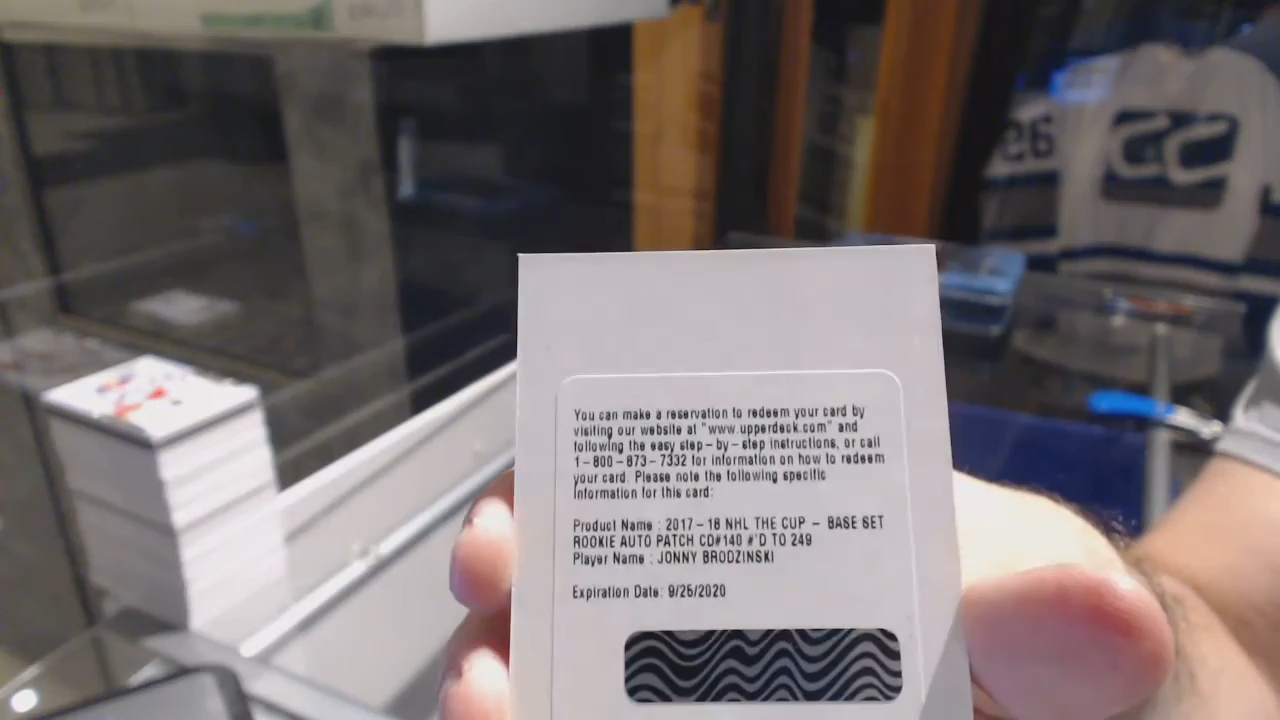 You can make a reservation to redeem your card by
visiting our website at "www.upperdeck.com" and
following the easy step-by-step instructions, or call
1-800-873-7332 for information on how to redeem
your card. Please note the following specific
information for this card:
Product Name : 2017-18 NHL THE CUP - BASE SET
ROOKIE AUTO PATCH CD#140 #'D TO 249
Player Name : JONNY BRODZINSKI
Expiration Date: 9/25/2020
26